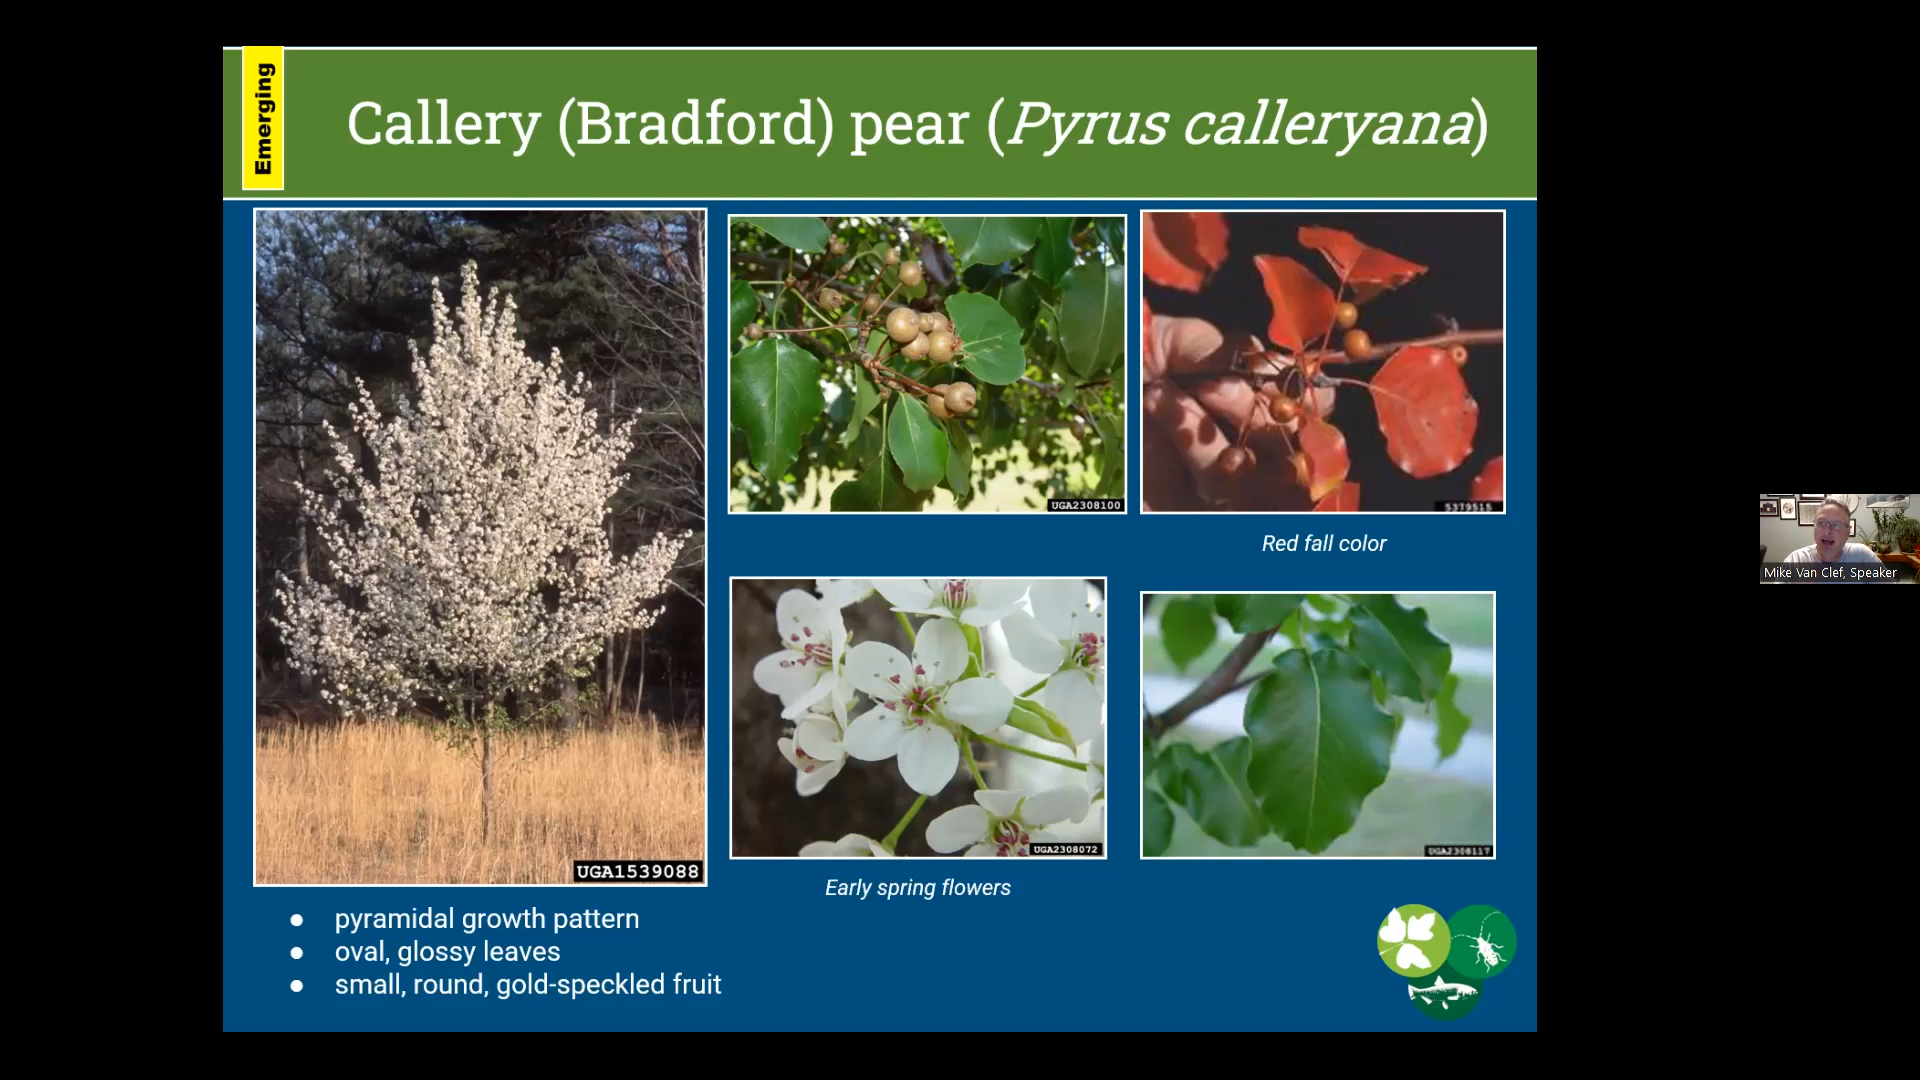 Emerging
Callery (Bradford) pear (Pyrus calleryana)
UGA1539088
UGA2308100
5379515
Red fall color
UGA2308072
UGA2308117
Early spring flowers
● pyramidal growth pattern
● oval, glossy leaves
● small, round, gold-speckled fruit
Mike Van Clef, Speaker